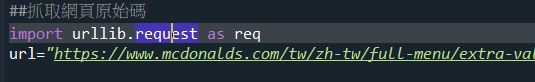 ##抓取網頁原始碼
import urllib.request as req
url="https://www.mcdonalds.com/tw/zh-tw/full-menu/extra-val